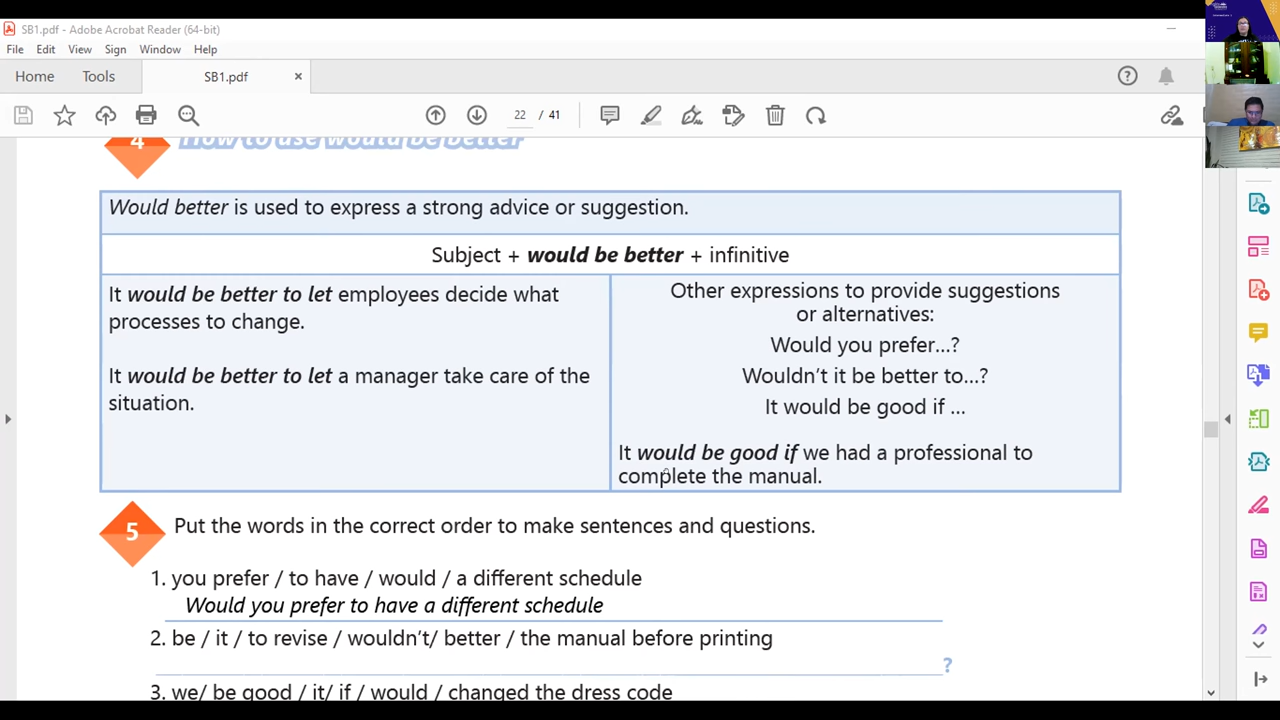 SB1.pdf - Adobe Acrobat Reader (64-bit)
File Edit View Sign Window Help
Home Tools SB1.pdf ×
22 / 41
4 How to use would be better
Would better is used to express a strong advice or suggestion.
Subject + would be better + infinitive
It would be better to let employees decide what
processes to change.
It would be better to let a manager take care of the
situation.
Other expressions to provide suggestions
or alternatives:
Would you prefer...?
Wouldn't it be better to...?
It would be good if ...
It would be good if we had a professional to
complete the manual.
5 Put the words in the correct order to make sentences and questions.
1. you prefer / to have / would / a different schedule
Would you prefer to have a different schedule
2. be / it / to revise / wouldn't/ better / the manual before printing
?
3. we/ be good / it/ if / would / changed the dress code